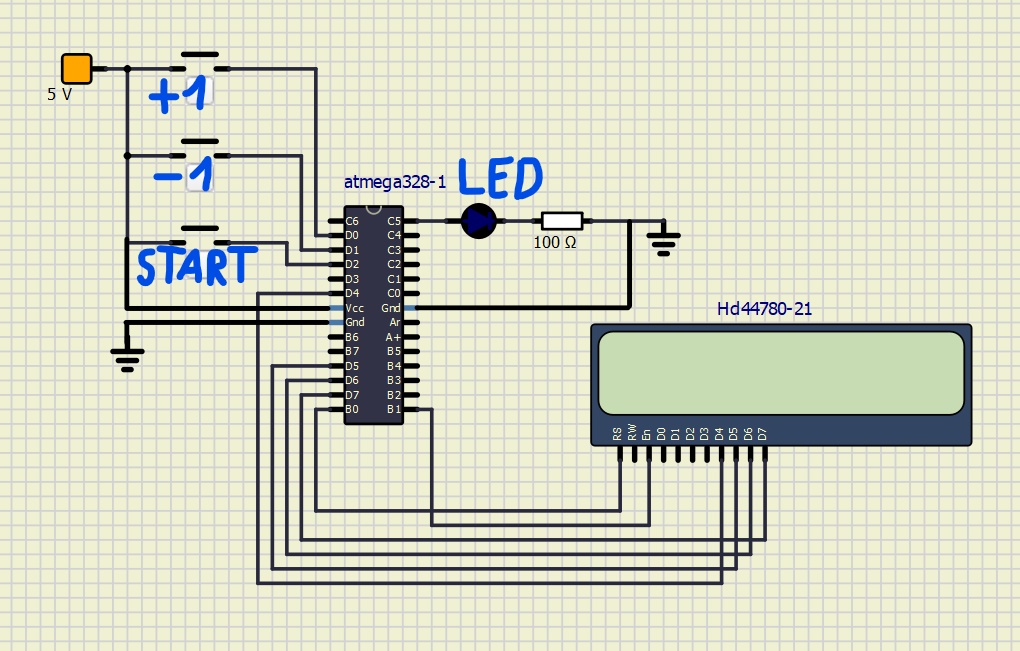 5 V
+1
-1
START
atmega328-1
LED
100 Ω
C6 C5
D0 C4
D1 C3
D2 C2
D3 C1
D4 C0
Vcc Gnd
Gnd Ar
B6 A+
B7 B5
D5 B4
D6 B3
D7 B2
B0 B1
Hd44780-21
RS RW En D0 D1 D2 D3 D4 D5 D6 D7